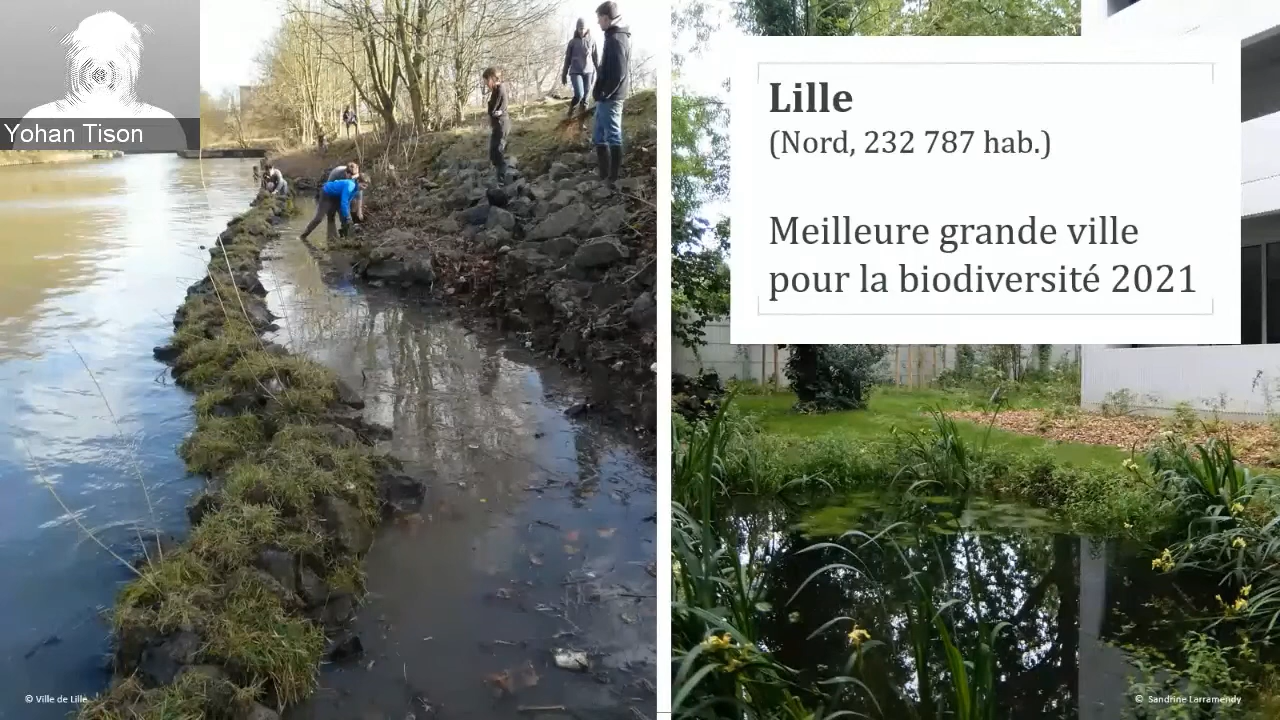 Yohan Tison
Lille
(Nord, 232 787 hab.)
Meilleure grande ville
pour la biodiversité 2021
© Ville de Lille
© Sandrine Larramendy